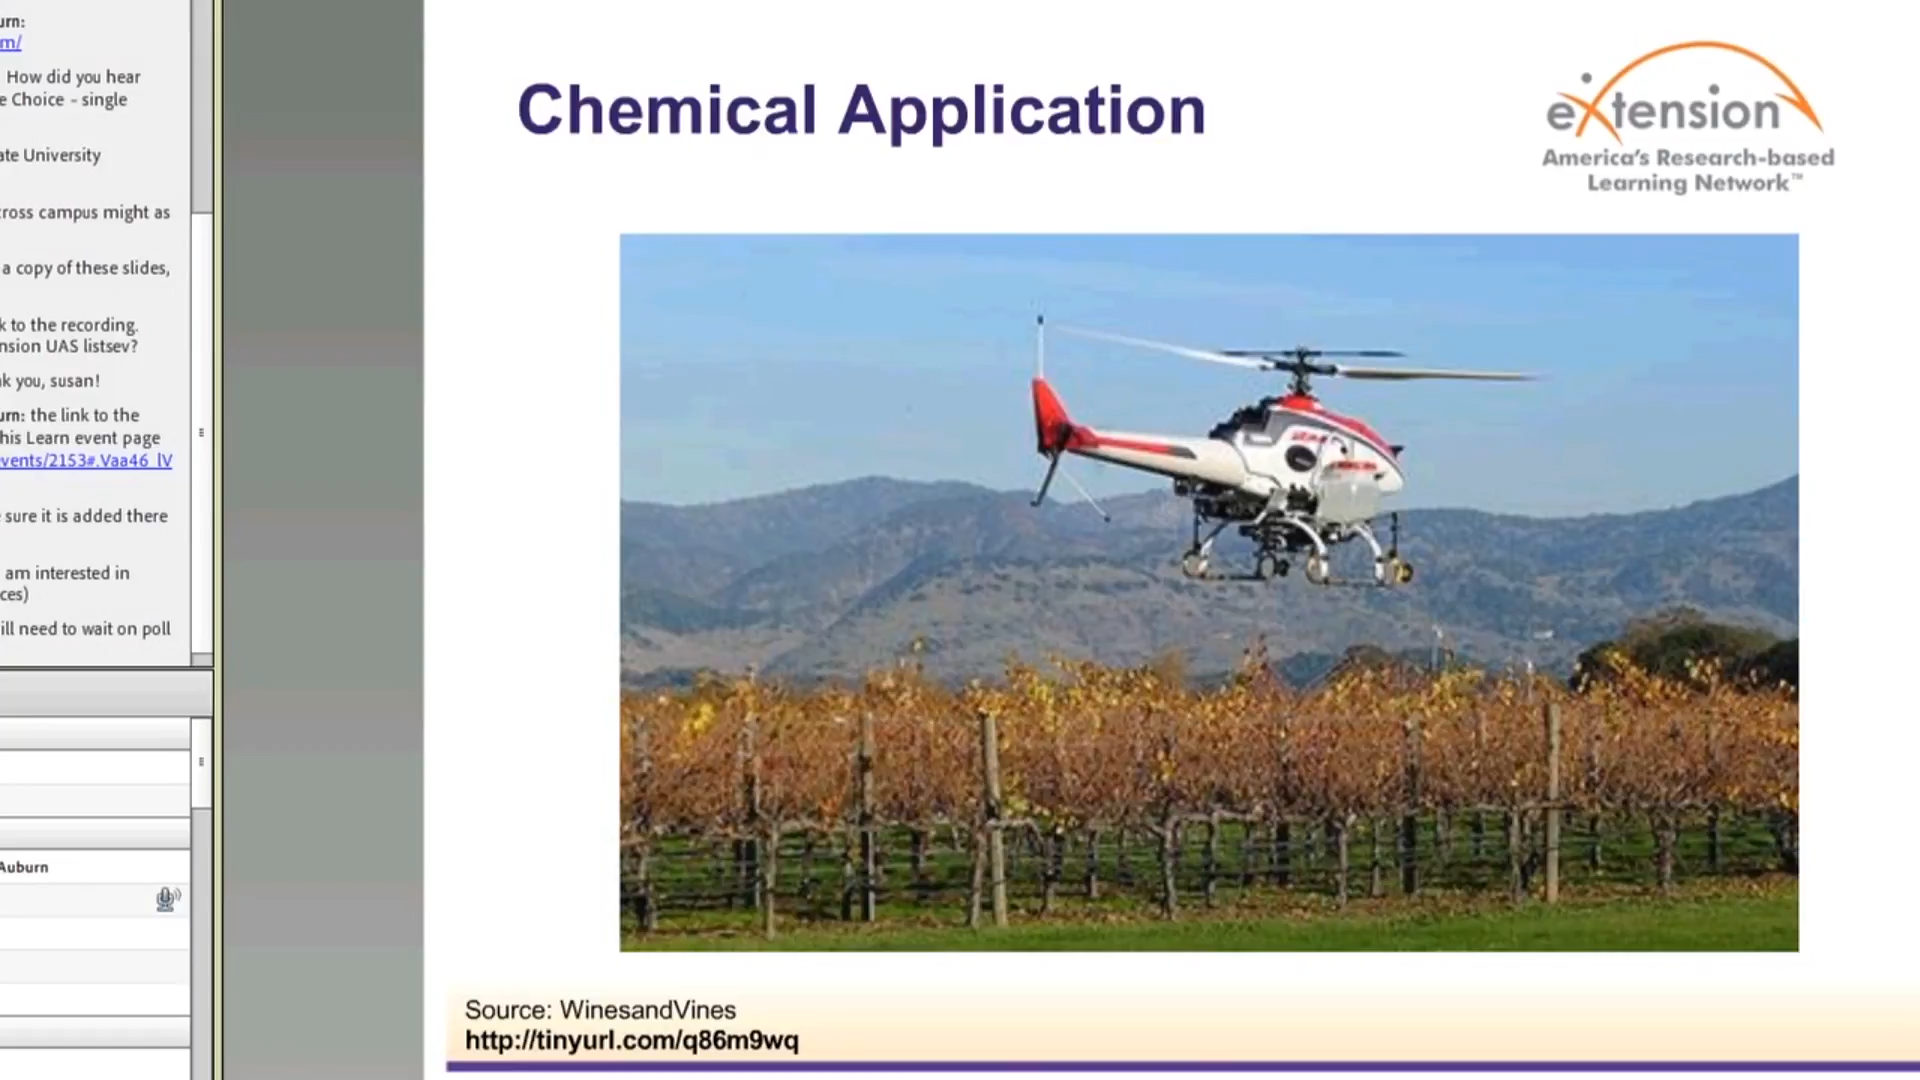 urn:
m/
How did you hear
e Choice - single
ate University
ross campus might as
a copy of these slides,
k to the recording.
nsion UAS listsev?
k you, susan!
urn: the link to the
his Learn event page
vents/2153#.Vaa46_lV
sure it is added there
am interested in
ces)
ill need to wait on poll
Auburn
Chemical Application
eXtension
America's Research-based
Learning Network™
Source: WinesandVines
http://tinyurl.com/q86m9wq